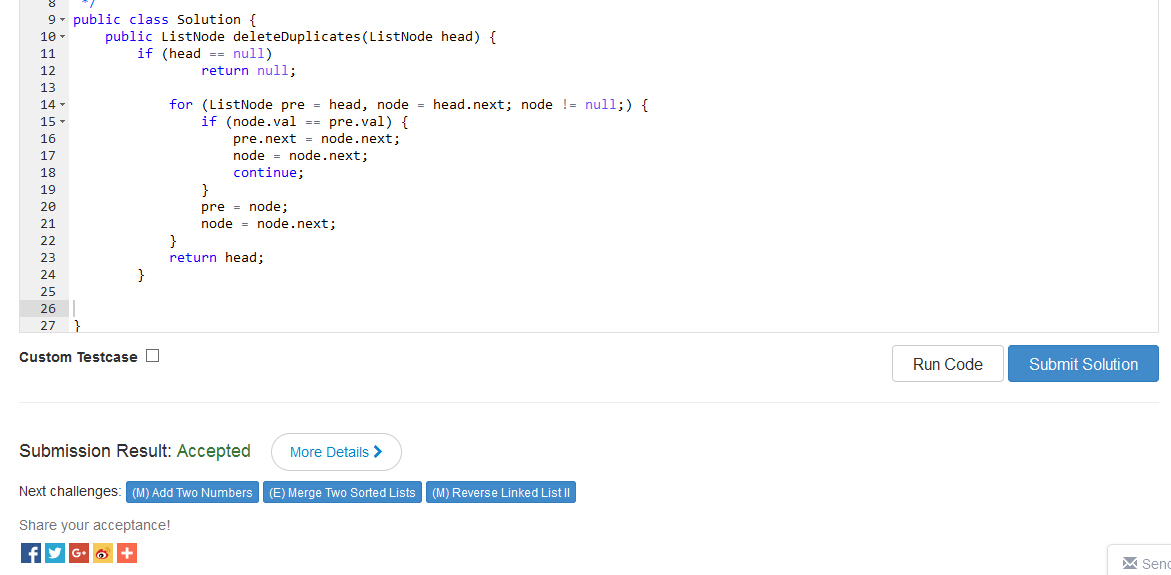 8 */
9 public class Solution {
10 public ListNode deleteDuplicates(ListNode head) {
11 if (head == null)
12 return null;
13
14 for (ListNode pre = head, node = head.next; node != null;) {
15 if (node.val == pre.val) {
16 pre.next = node.next;
17 node = node.next;
18 continue;
19 }
20 pre = node;
21 node = node.next;
22 }
23 return head;
24 }
25
26
27 }
Custom Testcase
Run Code Submit Solution
Submission Result: Accepted More Details
Next challenges: (M) Add Two Numbers (E) Merge Two Sorted Lists (M) Reverse Linked List II
Share your acceptance!
G+